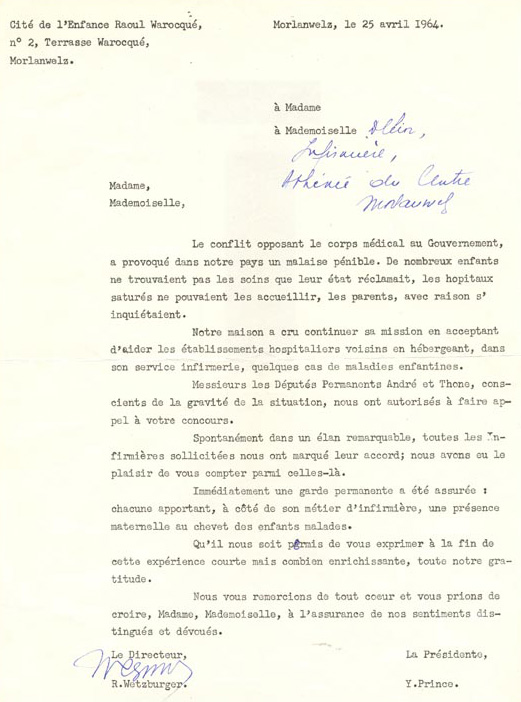 Cité de l'Enfance Raoul Warocqué,
n° 2, Terrasse Warocqué,
Morlanwelz.
Morlanwelz, le 25 avril 1964.
à Madame
à Mademoiselle
Infirmière,
Athénée du Centre
Morlanwelz
Madame,
Mademoiselle,
Le conflit opposant le corps médical au Gouvernement,
a provoqué dans notre pays un malaise pénible. De nombreux enfants
ne trouvaient pas les soins que leur état réclamait, les hopitaux
saturés ne pouvaient les accueillir, les parents, avec raison s'
inquiétaient.
Notre maison a cru continuer sa mission en acceptant
d'aider les établissements hospitaliers voisins en hébergeant, dans
son service infirmerie, quelques cas de maladies enfantines.
Messieurs les Députés Permanents André et Thone, cons-
cients de la gravité de la situation, nous ont autorisés à faire ap-
pel à votre concours.
Spontanément dans un élan remarquable, toutes les In-
firmières sollicitées nous ont marqué leur accord; nous avons eu le
plaisir de vous compter parmi celles-là.
Immédiatement une garde permanente a été assurée :
chacune apportant, à côté de son métier d'infirmière, une présence
maternelle au chevet des enfants malades.
Qu'il nous soit permis de vous exprimer à la fin de
cette expérience courte mais combien enrichissante, toute notre gra-
titude.
Nous vous remercions de tout coeur et vous prions de
croire, Madame, Mademoiselle, à l'assurance de nos sentiments dis-
tingués et dévoués.
Le Directeur,
La Présidente,
R.Wetzburger.
Y.Prince.